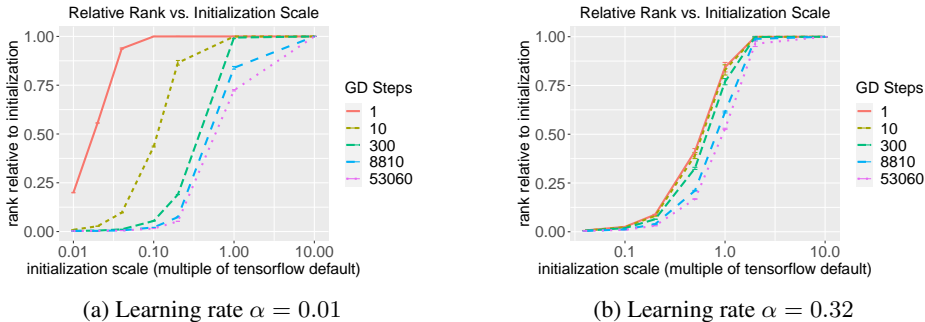 Relative Rank vs. Initialization Scale
rank relative to initialization
1.00
0.75
0.50
0.25
0.00
0.01
0.10
1.00
10.00
initialization scale (multiple of tensorflow default)
GD Steps
1
10
300
8810
53060
(a) Learning rate α = 0.01
Relative Rank vs. Initialization Scale
rank relative to initialization
1.00
0.75
0.50
0.25
0.00
0.1
1.0
10.0
initialization scale (multiple of tensorflow default)
GD Steps
1
10
300
8810
53060
(b) Learning rate α = 0.32